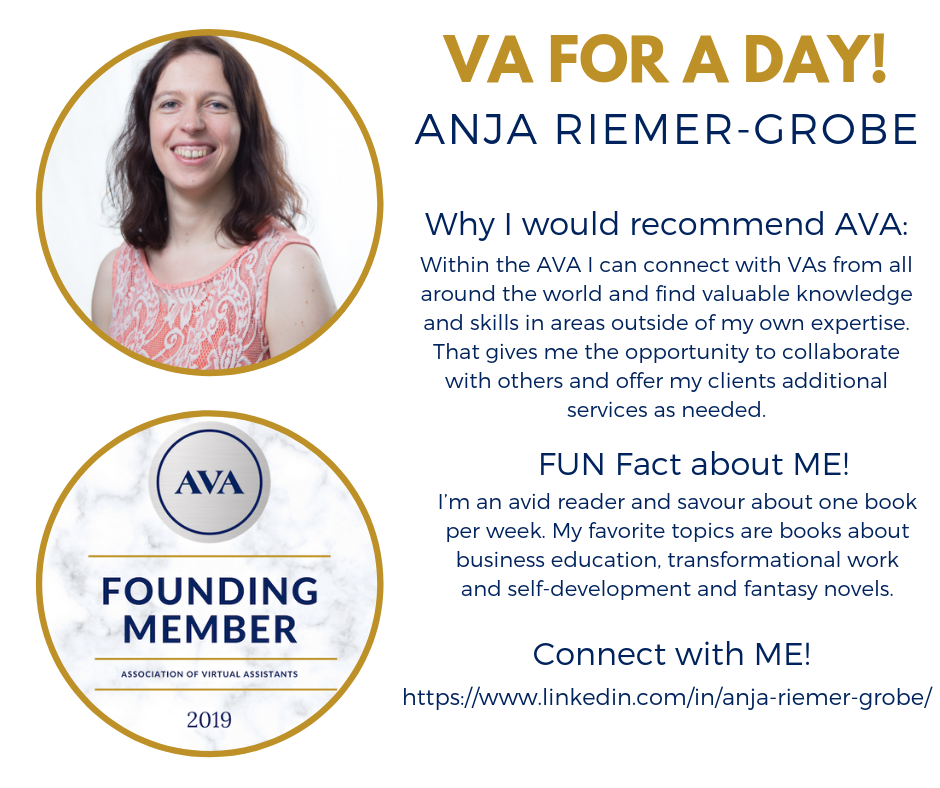 VA FOR A DAY!
ANJA RIEMER-GROBE
Why I would recommend AVA:
Within the AVA I can connect with VAs from all
around the world and find valuable knowledge
and skills in areas outside of my own expertise.
That gives me the opportunity to collaborate
with others and offer my clients additional
services as needed.
FUN Fact about ME!
I'm an avid reader and savour about one book
per week. My favorite topics are books about
business education, transformational work
and self-development and fantasy novels.
Connect with ME!
https://www.linkedin.com/in/anja-riemer-grobe/
AVA
FOUNDING
MEMBER
ASSOCIATION OF VIRTUAL ASSISTANTS
2019